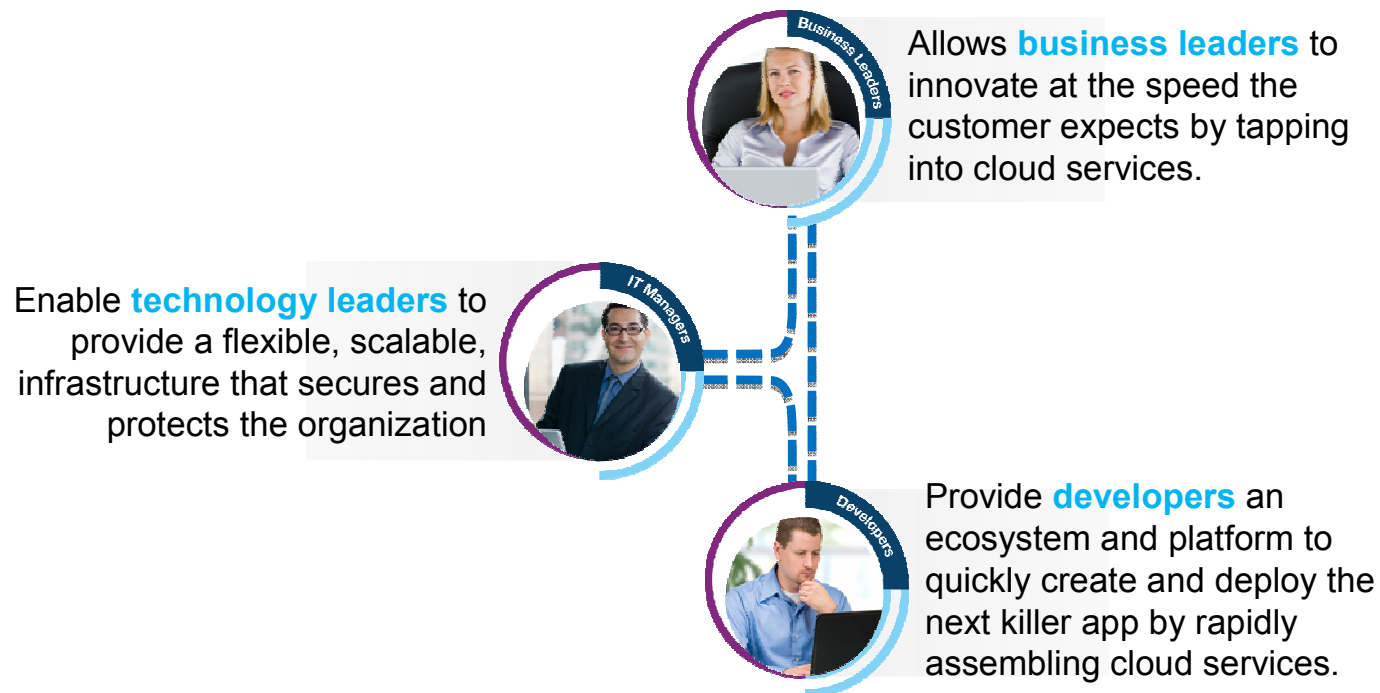 Business Leaders
Allows business leaders to
innovate at the speed the
customer expects by tapping
into cloud services.
Enable technology leaders to
provide a flexible, scalable,
infrastructure that secures and
protects the organization
IT Managers
Developers
Provide developers an
ecosystem and platform to
quickly create and deploy the
next killer app by rapidly
assembling cloud services.